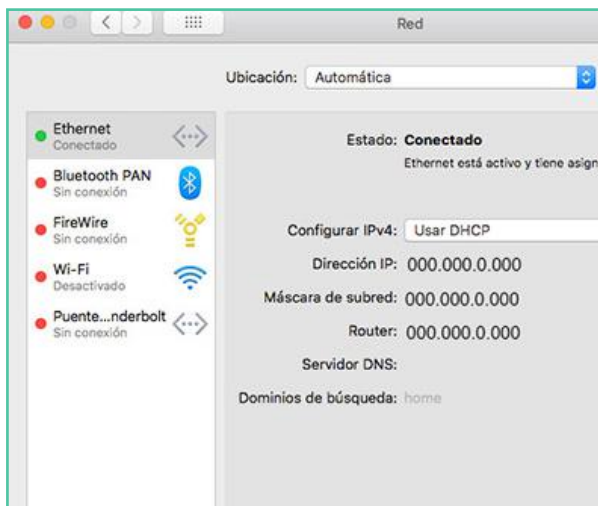 Red
Ubicación: Automática
Ethernet
Conectado
Bluetooth PAN
Sin conexión
FireWire
Sin conexión
Wi-Fi
Desactivado
Puente...nderbolt
Sin conexión
Estado: Conectado
Ethernet está activo y tiene asign
Configurar IPv4: Usar DHCP
Dirección IP: 000.000.0.000
Máscara de subred: 000.000.0.000
Router: 000.000.0.000
Servidor DNS:
Dominios de búsqueda: home